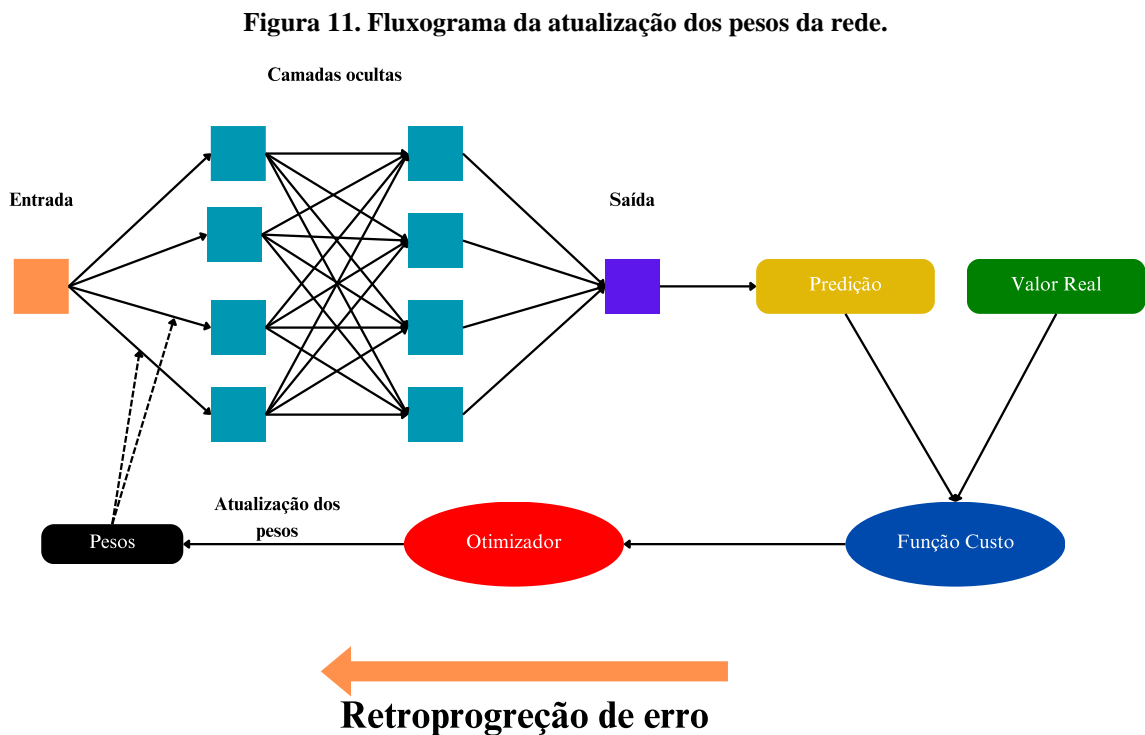 Figura 11. Fluxograma da atualização dos pesos da rede.
Camadas ocultas
Entrada
Saída
Predição
Valor Real
Atualização dos
pesos
Pesos
Otimizador
Função Custo
Retroprogreção de erro